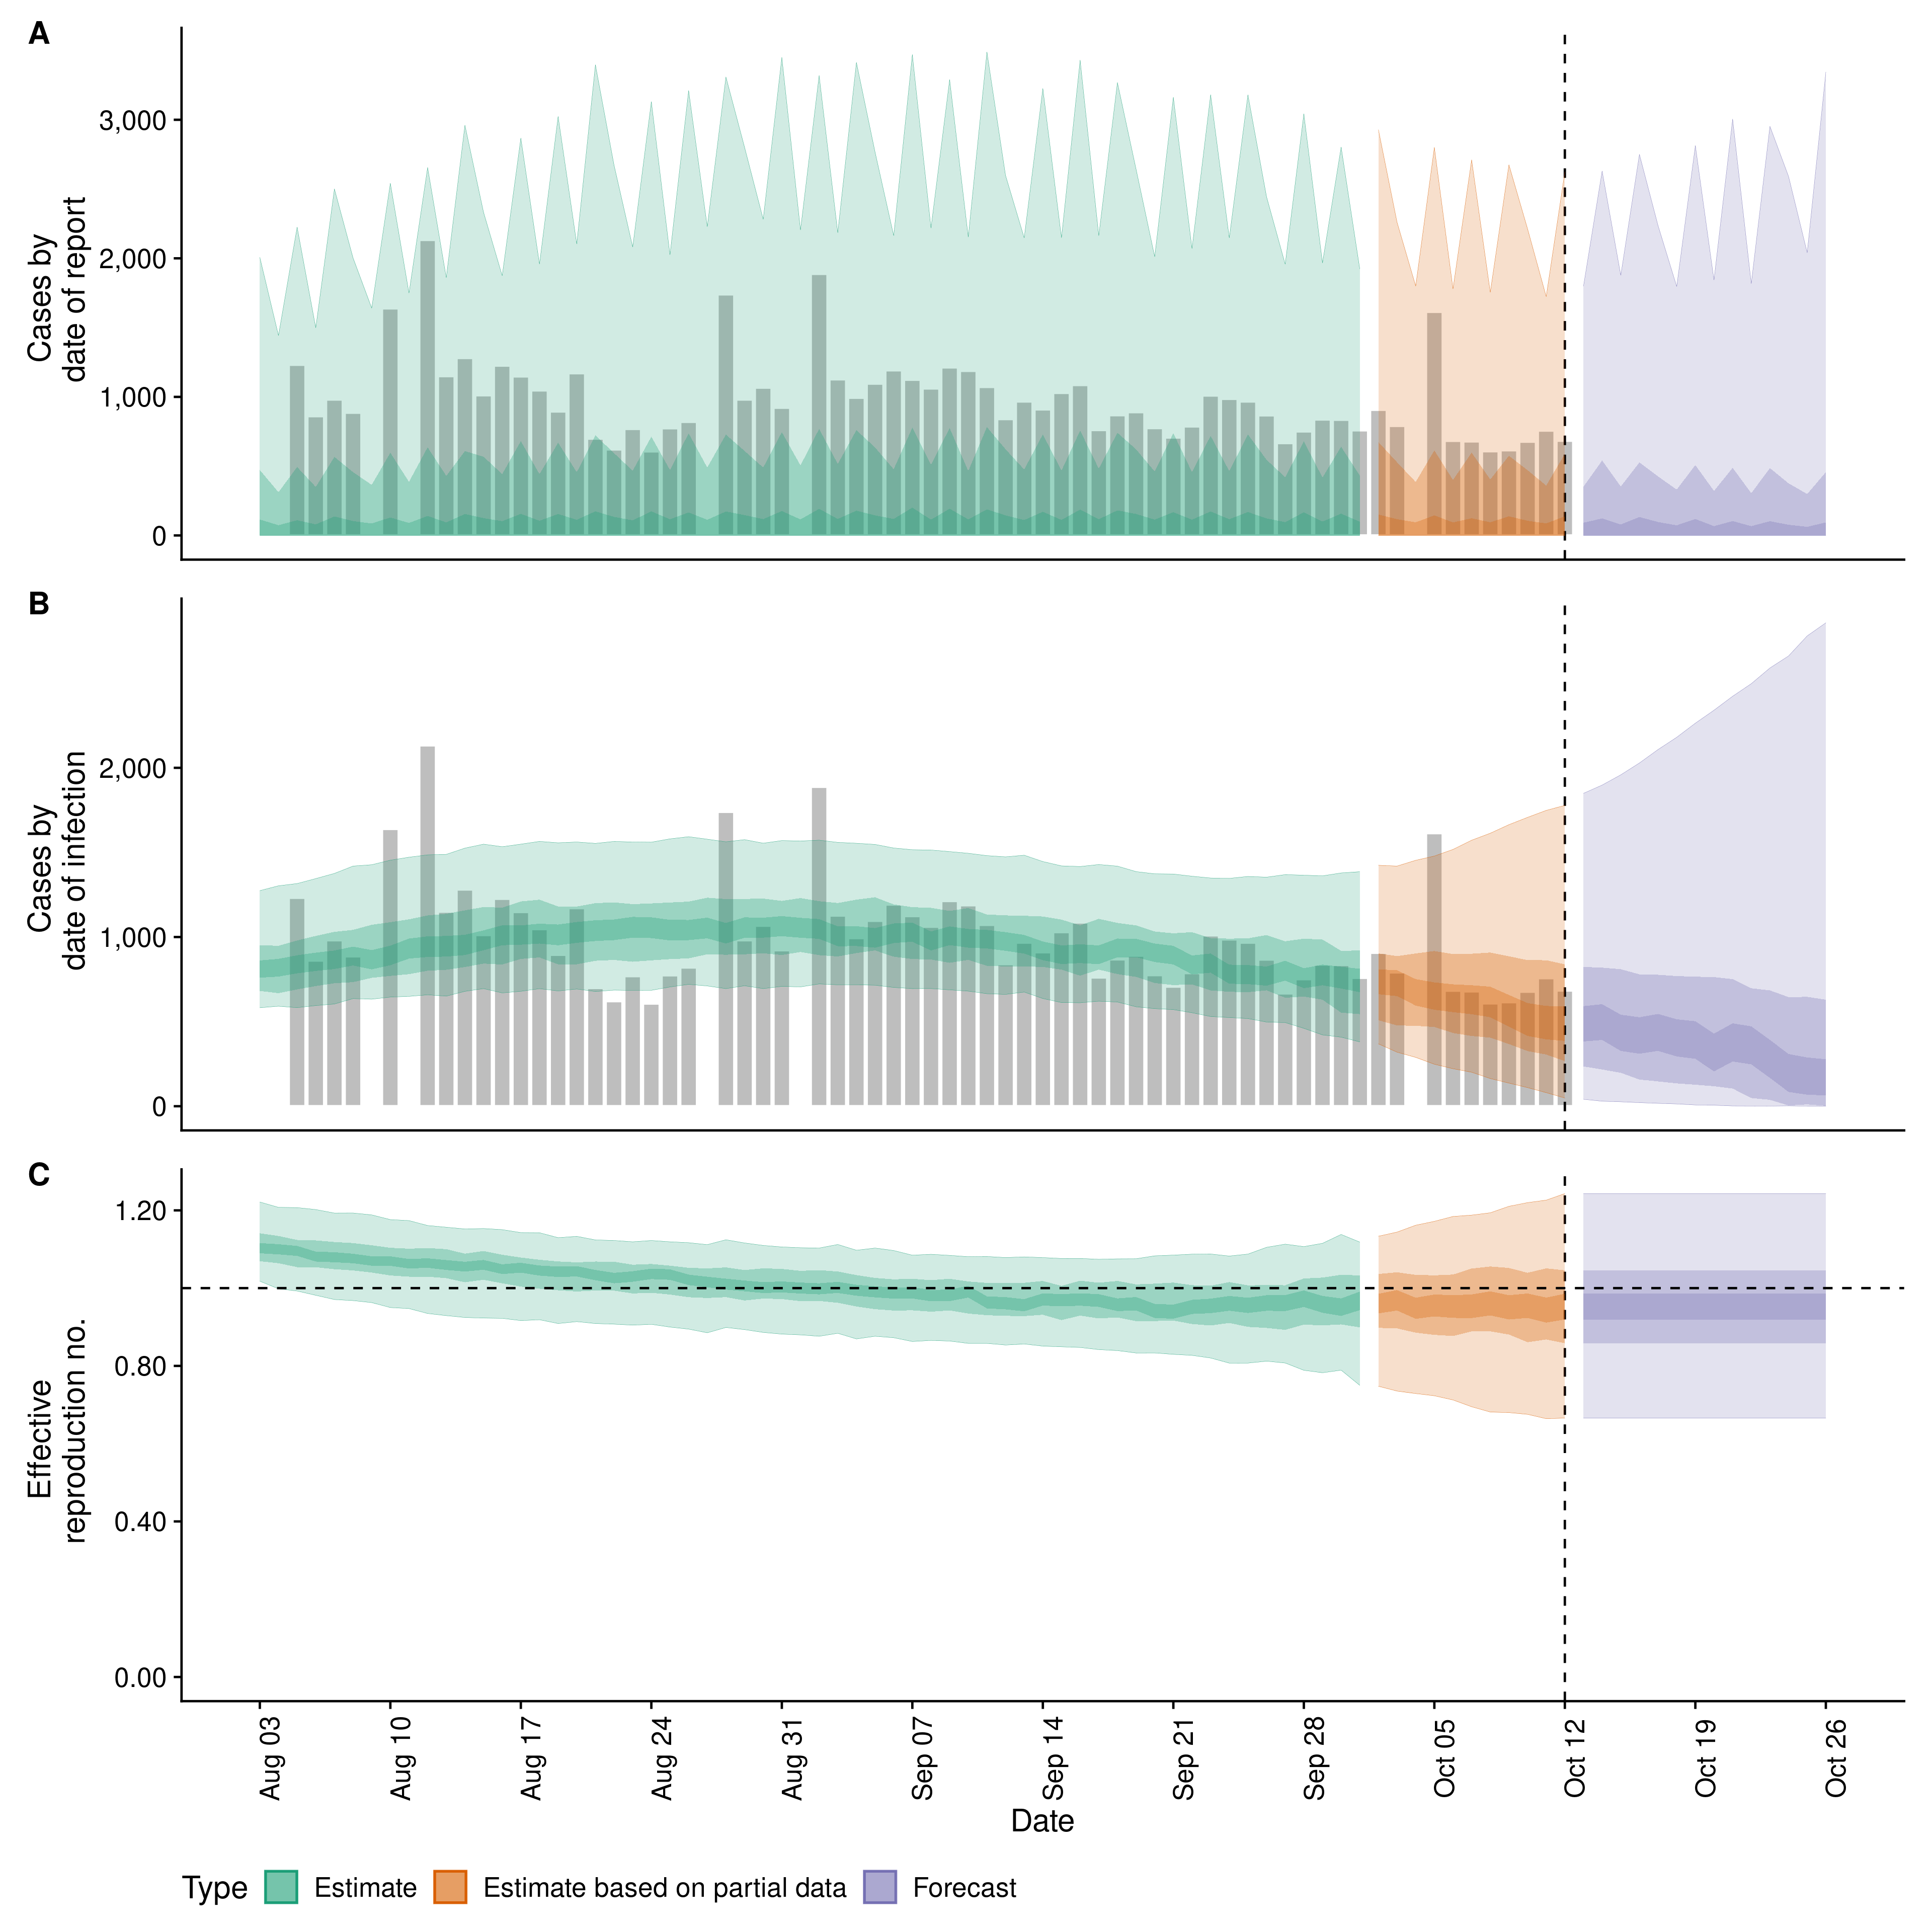 A
Cases by
date of report
3,000
2,000
1,000
0
B
Cases by
date of infection
2,000
1,000
0
C
Effective
reproduction no.
1.20
0.80
0.40
0.00
Aug 03
Aug 10
Aug 17
Aug 24
Aug 31
Sep 07
Sep 14
Sep 21
Sep 28
Oct 05
Oct 12
Oct 19
Oct 26
Date
Type Estimate Estimate based on partial data Forecast